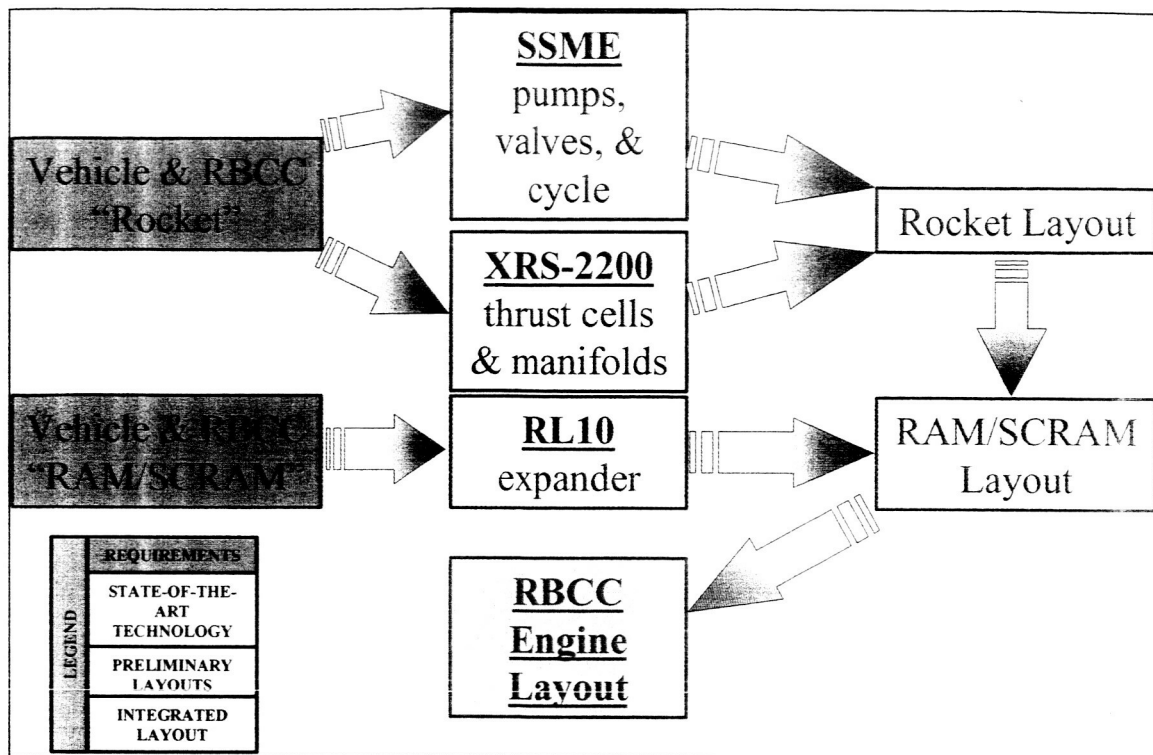 SSME
pumps,
valves, &
cycle
Vehicle & RBCC
“Rocket”
Rocket Layout
XRS-2200
thrust cells
& manifolds
Vehicle & RBCC
“RAM/SCRAM”
RL10
expander
RAM/SCRAM
Layout
RBCC
Engine
Layout
LEGEND
REQUIREMENTS
STATE-OF-THE-
ART
TECHNOLOGY
PRELIMINARY
LAYOUTS
INTEGRATED
LAYOUT